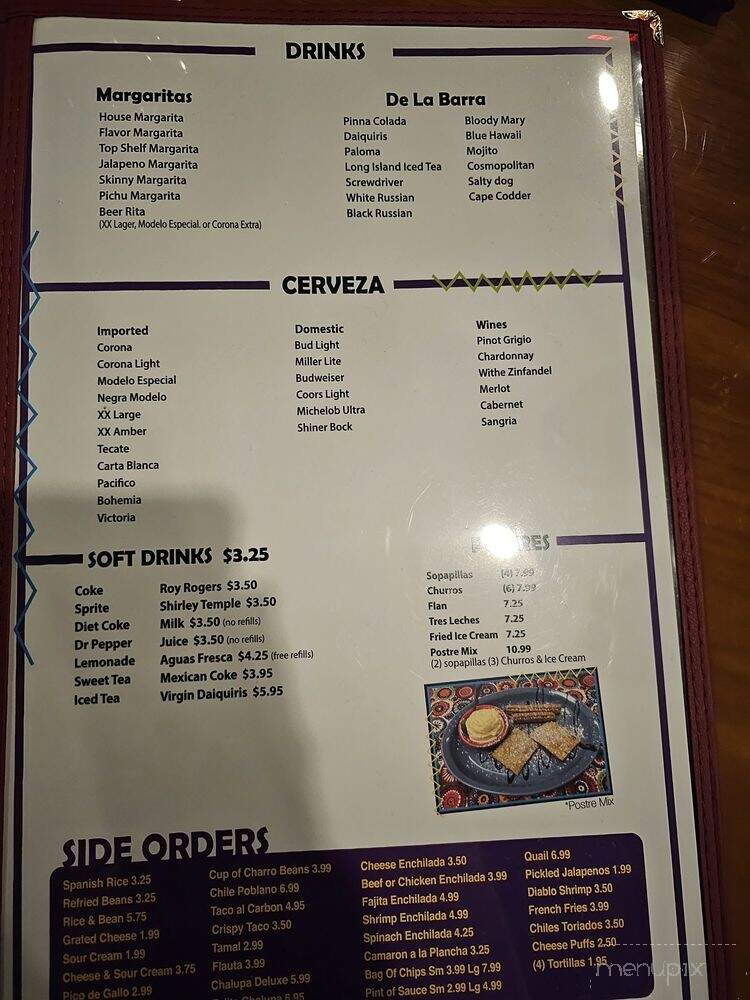 DRINKS
Margaritas
House Margarita
Flavor Margarita
Top Shelf Margarita
Jalapeno Margarita
Skinny Margarita
Pichu Margarita
Beer Rita
(XX Lager, Modelo Especial. or Corona Extra)
De La Barra
Pinna Colada
Daiquiris
Paloma
Long Island Iced Tea
Screwdriver
White Russian
Black Russian
Bloody Mary
Blue Hawaii
Mojito
Cosmopolitan
Salty dog
Cape Codder
CERVEZA
Imported
Corona
Corona Light
Modelo Especial
Negra Modelo
XX Large
XX Amber
Tecate
Carta Blanca
Pacifico
Bohemia
Victoria
Domestic
Bud Light
Miller Lite
Budweiser
Coors Light
Michelob Ultra
Shiner Bock
Wines
Pinot Grigio
Chardonnay
Withe Zinfandel
Merlot
Cabernet
Sangria
SOFT DRINKS $3.25
Coke
Sprite
Diet Coke
Dr Pepper
Lemonade
Sweet Tea
Iced Tea
Roy Rogers $3.50
Shirley Temple $3.50
Milk $3.50 (no refills)
Juice $3.50 (no refills)
Aguas Fresca $4.25 (free refills)
Mexican Coke $3.95
Virgin Daiquiris $5.95
Sopapillas (4) 7.99
Churros (6) 7.99
Flan 7.25
Tres Leches 7.25
Fried Ice Cream 7.25
Postre Mix 10.99
(2) sopapillas (3) Churros & Ice Cream
*Postre Mix
SIDE ORDERS
Spanish Rice 3.25
Refried Beans 3.25
Rice & Bean 5.75
Grated Cheese 1.99
Sour Cream 1.99
Cheese & Sour Cream 3.75
Pico de Gallo 2.99
Cup of Charro Beans 3.99
Chile Poblano 6.99
Taco al Carbon 4.95
Crispy Taco 3.50
Tamal 2.99
Flauta 3.99
Chalupa Deluxe 5.99
Chalupa 6.95
Cheese Enchilada 3.50
Beef or Chicken Enchilada 3.99
Fajita Enchilada 4.99
Shrimp Enchilada 4.99
Spinach Enchilada 4.25
Camaron a la Plancha 3.25
Bag Of Chips Sm 3.99 Lg 7.99
Pint of Sauce Sm 2.99 Lg 4.99
Quail 6.99
Pickled Jalapenos 1.99
Diablo Shrimp 3.50
French Fries 3.99
Chiles Toriados 3.50
Cheese Puffs 2.50
(4) Tortillas 1.95
menupix